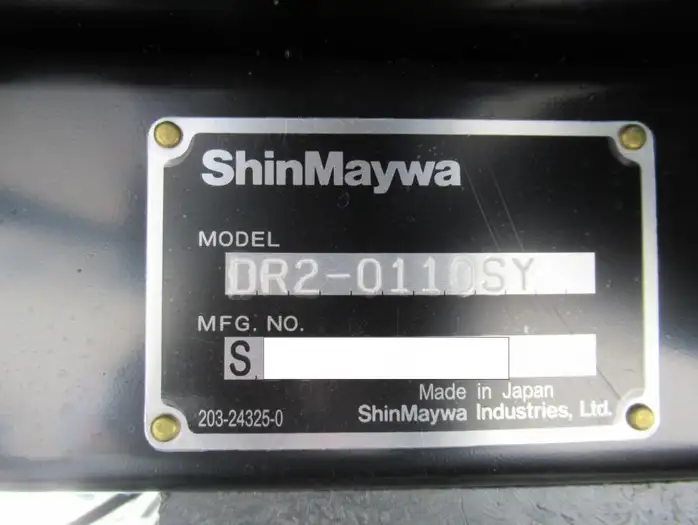 ShinMaywa
MODEL
DR2-0110SY
MFG. NO.
S
Made in Japan
203-24325-0 ShinMaywa Industries, Ltd.